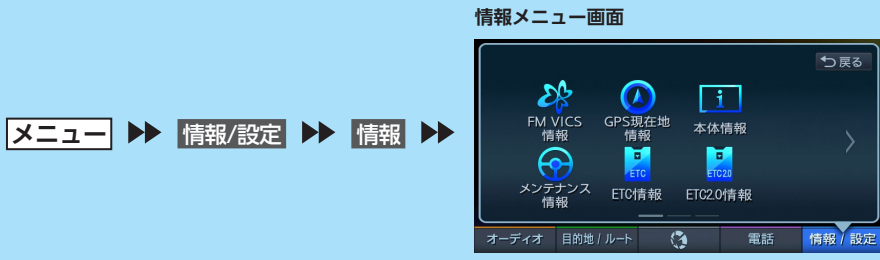 情報メニュー画面
メニュー ▶▶ 情報/設定 ▶▶ 情報 ▶▶
戻る
FM VICS
情報
GPS現在地
情報
本体情報
メンテナンス
情報
ETC
ETC情報
ETC2.0
ETC2.0情報
オーディオ
目的地 / ルート
電話
情報 / 設定